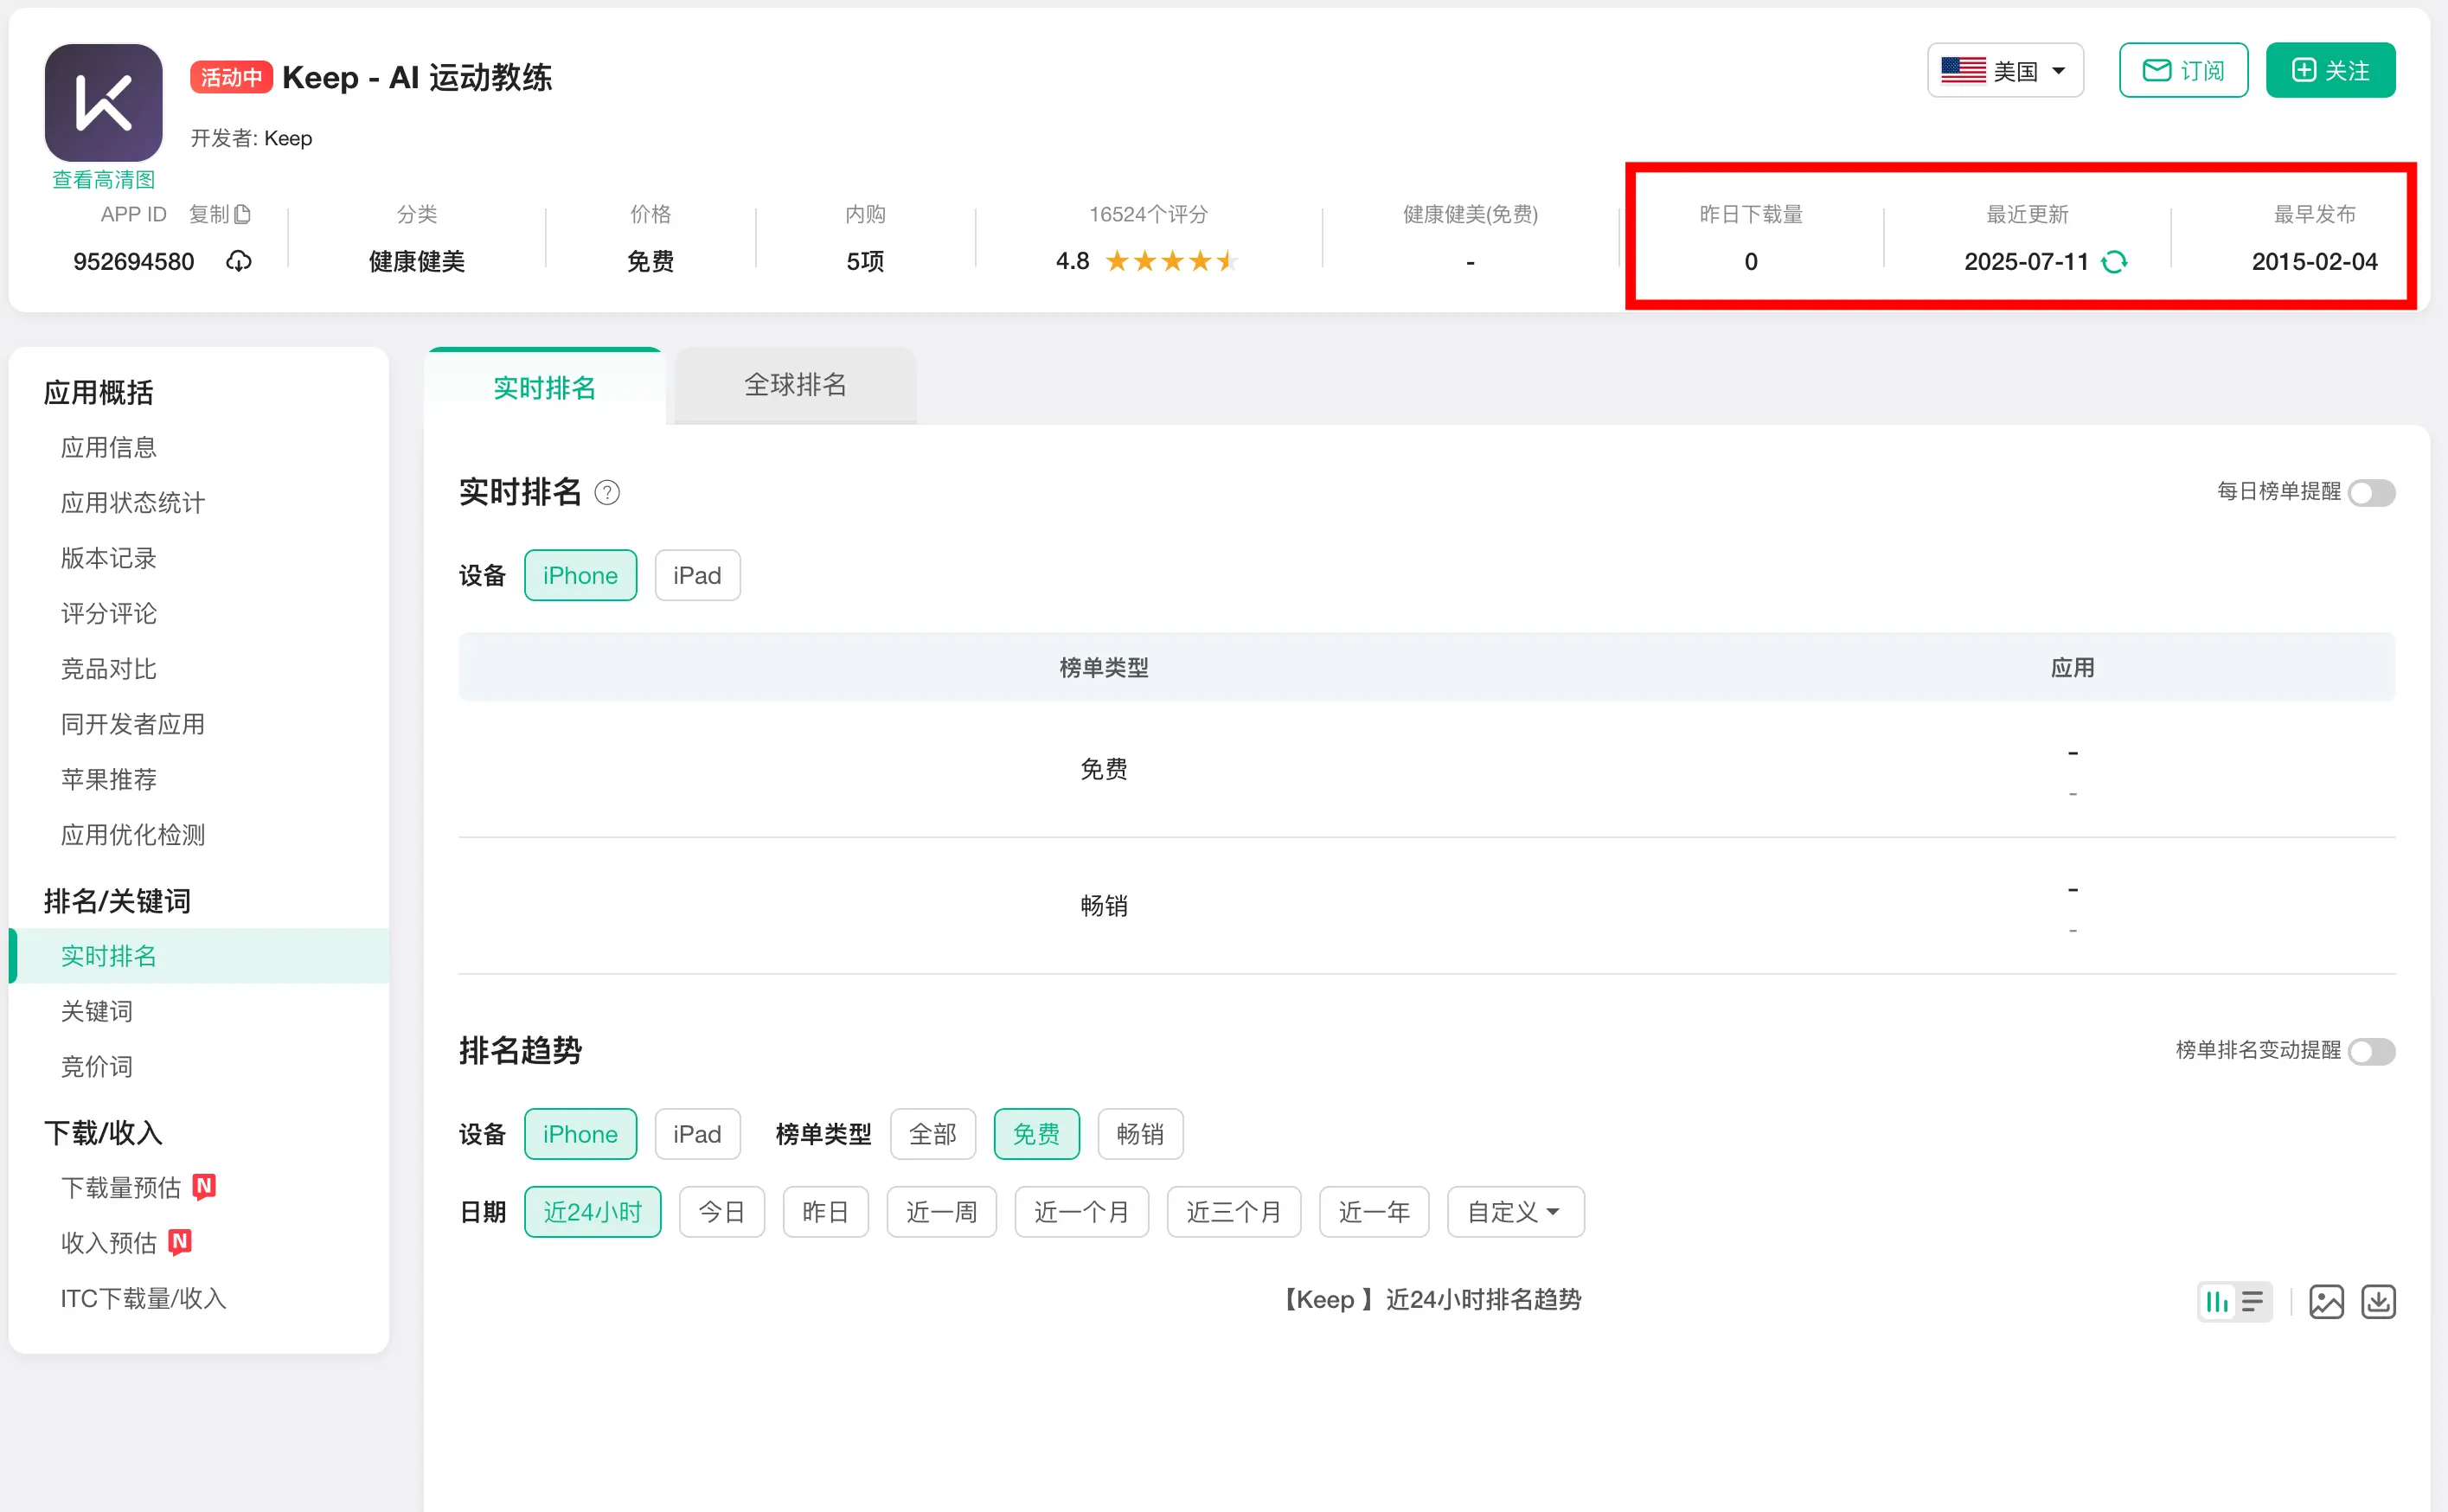 活动中 Keep - AI 运动教练
美国
订阅
关注
开发者: Keep
查看高清图
APP ID 复制
952694580
分类
健康健美
价格
免费
内购
5项
16524个评分
4.8
健康健美(免费)
-
昨日下载量
0
最近更新
2025-07-11
最早发布
2015-02-04
应用概括
应用信息
应用状态统计
版本记录
评分评论
竞品对比
同开发者应用
苹果推荐
应用优化检测
排名/关键词
实时排名
关键词
竞价词
下载/收入
下载量预估 N
收入预估 N
ITC下载量/收入
实时排名
全球排名
实时排名 ?
每日榜单提醒
设备 iPhone iPad
榜单类型 应用
免费
-
-
畅销
-
-
排名趋势
榜单排名变动提醒
设备 iPhone iPad 榜单类型 全部 免费 畅销
日期 近24小时 今日 昨日 近一周 近一个月 近三个月 近一年 自定义
【Keep 】近24小时排名趋势